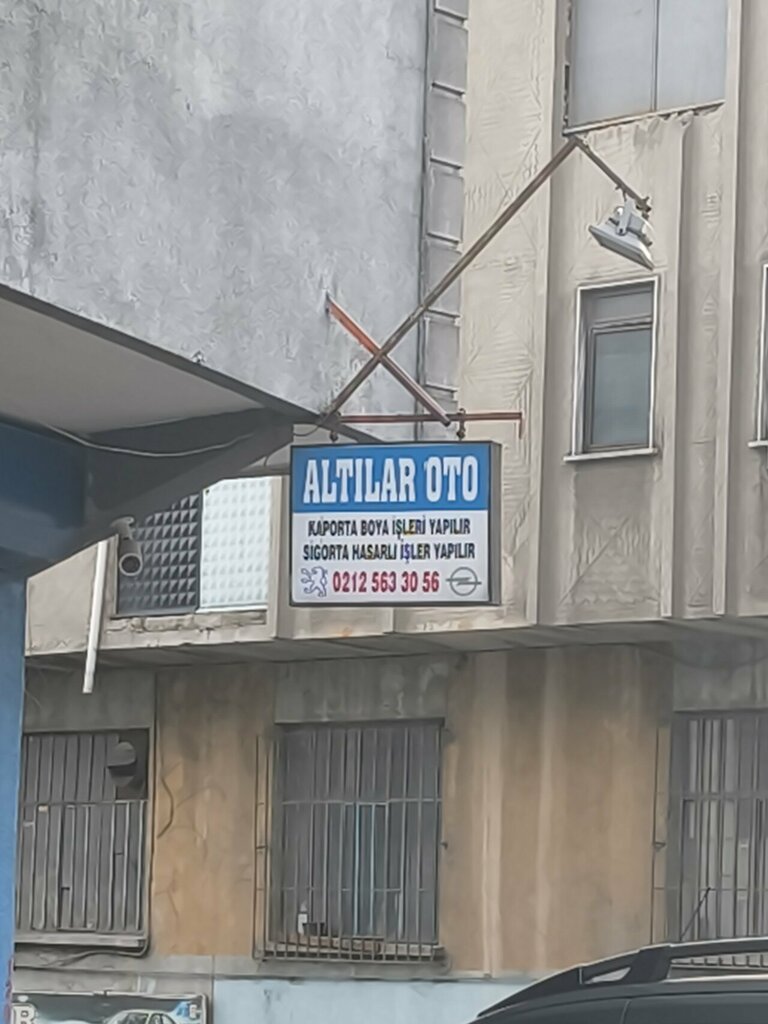 ALTILAR OTO
KAPORTA BOYA İŞLERİ YAPILIR
SİGORTA HASARLI İŞLER YAPILIR
0212 563 30 56